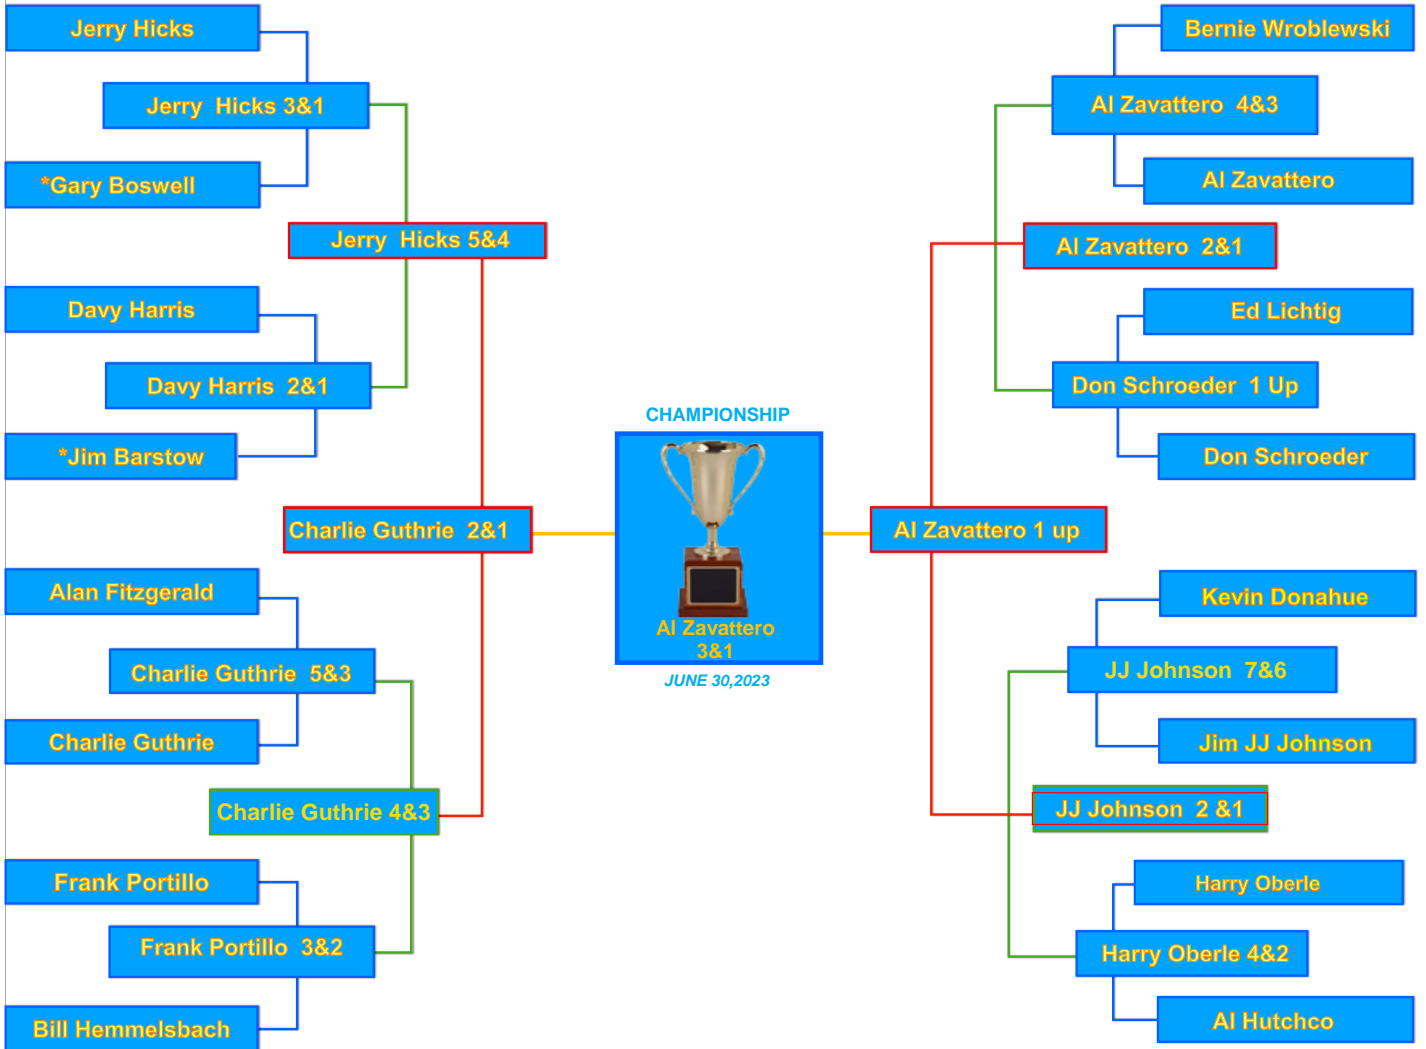 Jerry Hicks
Jerry Hicks 3&1
*Gary Boswell
Jerry Hicks 5&4
Davy Harris
Davy Harris 2&1
*Jim Barstow
Charlie Guthrie 2&1
Alan Fitzgerald
Charlie Guthrie 5&3
Charlie Guthrie
Charlie Guthrie 4&3
Frank Portillo
Frank Portillo 3&2
Bill Hemmelsbach
CHAMPIONSHIP
Al Zavattero
3&1
JUNE 30,2023
Bernie Wroblewski
Al Zavattero 4&3
Al Zavattero
Al Zavattero 2&1
Ed Lichtig
Don Schroeder 1 Up
Don Schroeder
Al Zavattero 1 up
Kevin Donahue
JJ Johnson 7&6
Jim JJ Johnson
JJ Johnson 2 &1
Harry Oberle
Harry Oberle 4&2
Al Hutchco